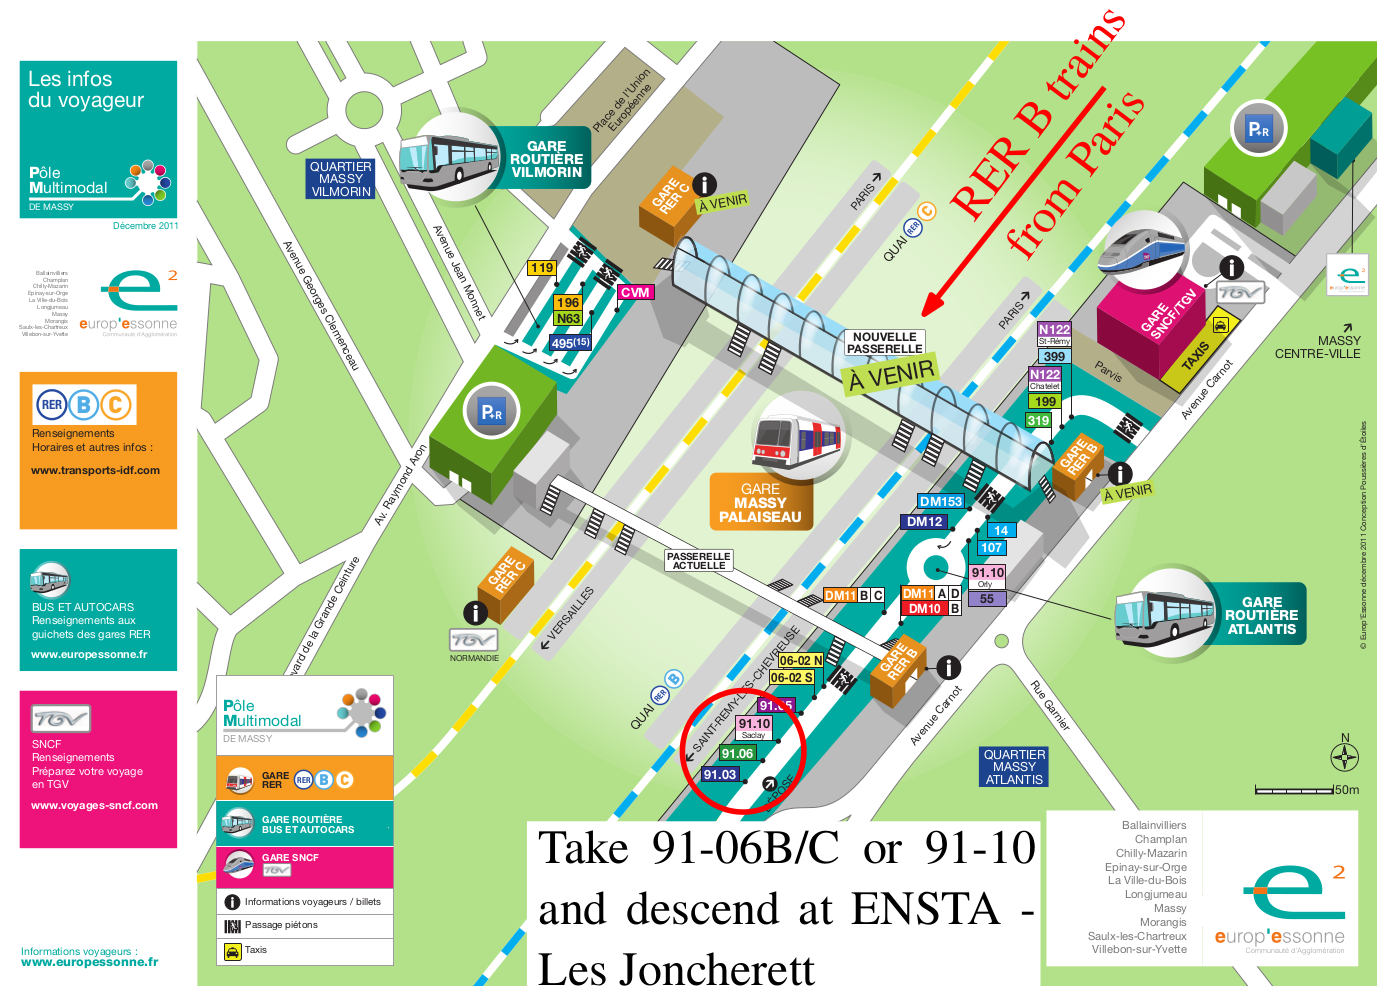 Les infos
du voyageur
Pôle
Multimodal
DE MASSY
Décembre 2011
Ballainvilliers
Champlan
Chilly-Mazarin
Epinay-sur-Orge
La Ville-du-Bois
Longjumeau
Massy
Morangis
Saulx-les-Chartreux
Villebon-sur-Yvette
e2
europ'essonne
Communauté d'Agglomération
RER B C
Renseignements
Horaires et autres infos :
www.transports-idf.com
BUS ET AUTOCARS
Renseignements aux
guichets des gares RER
www.europessonne.fr
TGV
SNCF
Renseignements
Préparez votre voyage
en TGV
www.voyages-sncf.com
Informations voyageurs :
www.europessonne.fr
RER B trains
from Paris
Place de l'Union
Européenne
GARE
ROUTIÈRE
VILMORIN
QUARTIER
MASSY
VILMORIN
Avenue Georges Clemenceau
Avenue Jean Monnet
GARE
RER C
i
À VENIR
PARIS
QUAI RER C
P+R
119
196
N63
CVM
495(15)
NOUVELLE
PASSERELLE
À VENIR
PARIS
GARE
SNCF/TGV
i
TGV
TAXIS
Parvis
Avenue Carnot
e2
MASSY
CENTRE-VILLE
N122
St-Rémy
399
N122
Chatelet
199
319
P+R
Av. Raymond Aron
GARE
MASSY
PALAISEAU
GARE
RER B
i
À VENIR
DM153
DM12
14
107
91.10
Orly
55
PASSERELLE
ACTUELLE
GARE
RER C
i
TGV
NORMANDIE
VERSAILLES
DM11 B C
DM11 A D
DM10 B
GARE
ROUTIÈRE
ATLANTIS
GARE
RER B
i
06-02 N
06-02 S
91.05
91.10
Saclay
91.06
91.03
SAINT-REMY-LES-CHEVREUSE
QUAI RER B
Avenue Carnot
Rue Garnier
QUARTIER
MASSY
ATLANTIS
N
50m
© Europ'Essonne décembre 2011 Conception Poussières d'Étoiles
Pôle
Multimodal
DE MASSY
GARE
RER
RER B C
GARE ROUTIÈRE
BUS ET AUTOCARS
GARE SNCF
TGV
i Informations voyageurs / billets
Passage piétons
Taxis
Take 91-06B/C or 91-10
and descend at ENSTA -
Les Joncherett
Ballainvilliers
Champlan
Chilly-Mazarin
Epinay-sur-Orge
La Ville-du-Bois
Longjumeau
Massy
Morangis
Saulx-les-Chartreux
Villebon-sur-Yvette
e2
europ'essonne
Communauté d'Agglomération